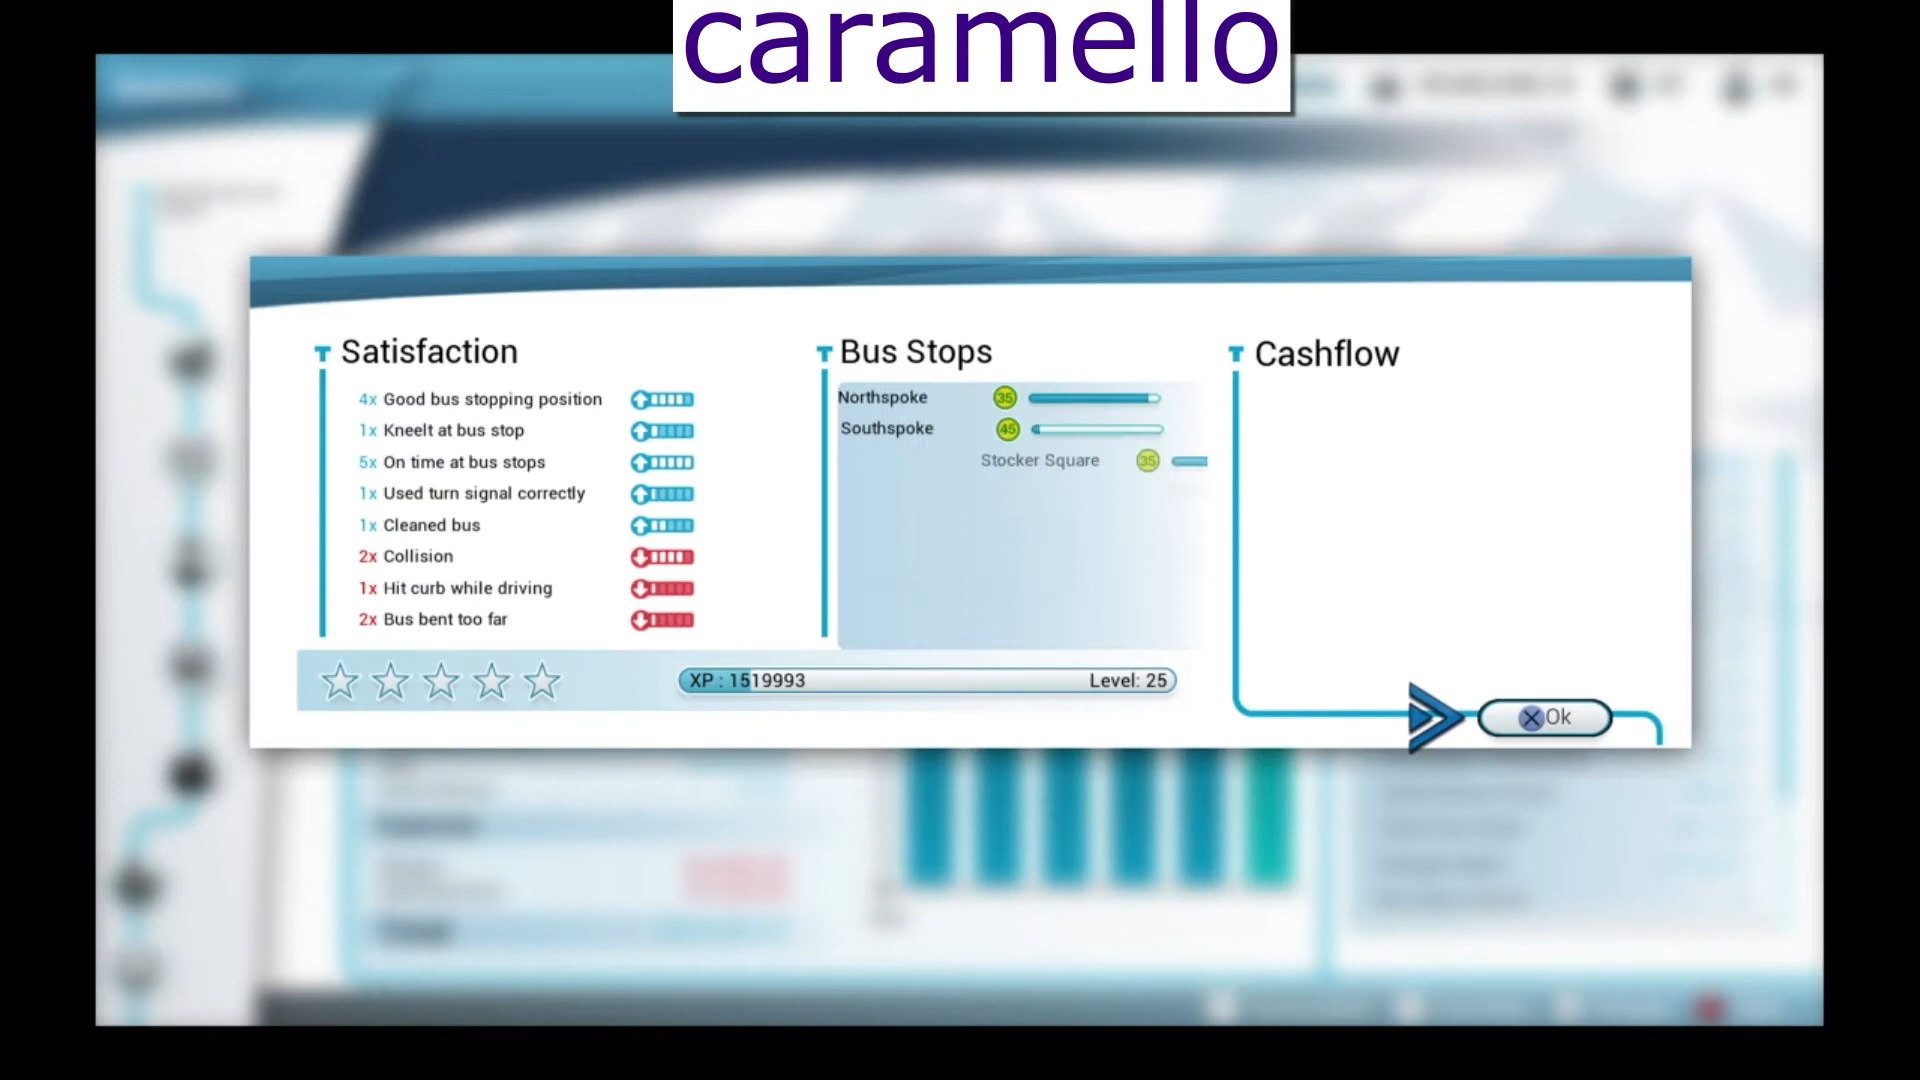 caramello
Satisfaction
4x Good bus stopping position
1x Kneelt at bus stop
5x On time at bus stops
1x Used turn signal correctly
1x Cleaned bus
2x Collision
1x Hit curb while driving
2x Bus bent too far
XP : 1519993
Level: 25
Bus Stops
Northspoke 35
Southspoke 45
Stocker Square 35
Cashflow
Ok